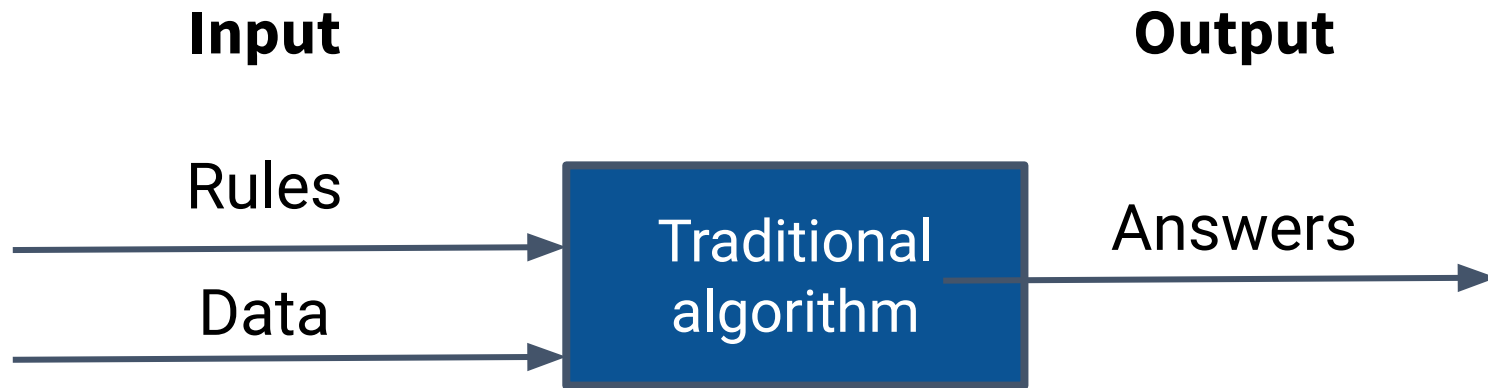 Input
Output
Rules
Data
Traditional
algorithm
Answers